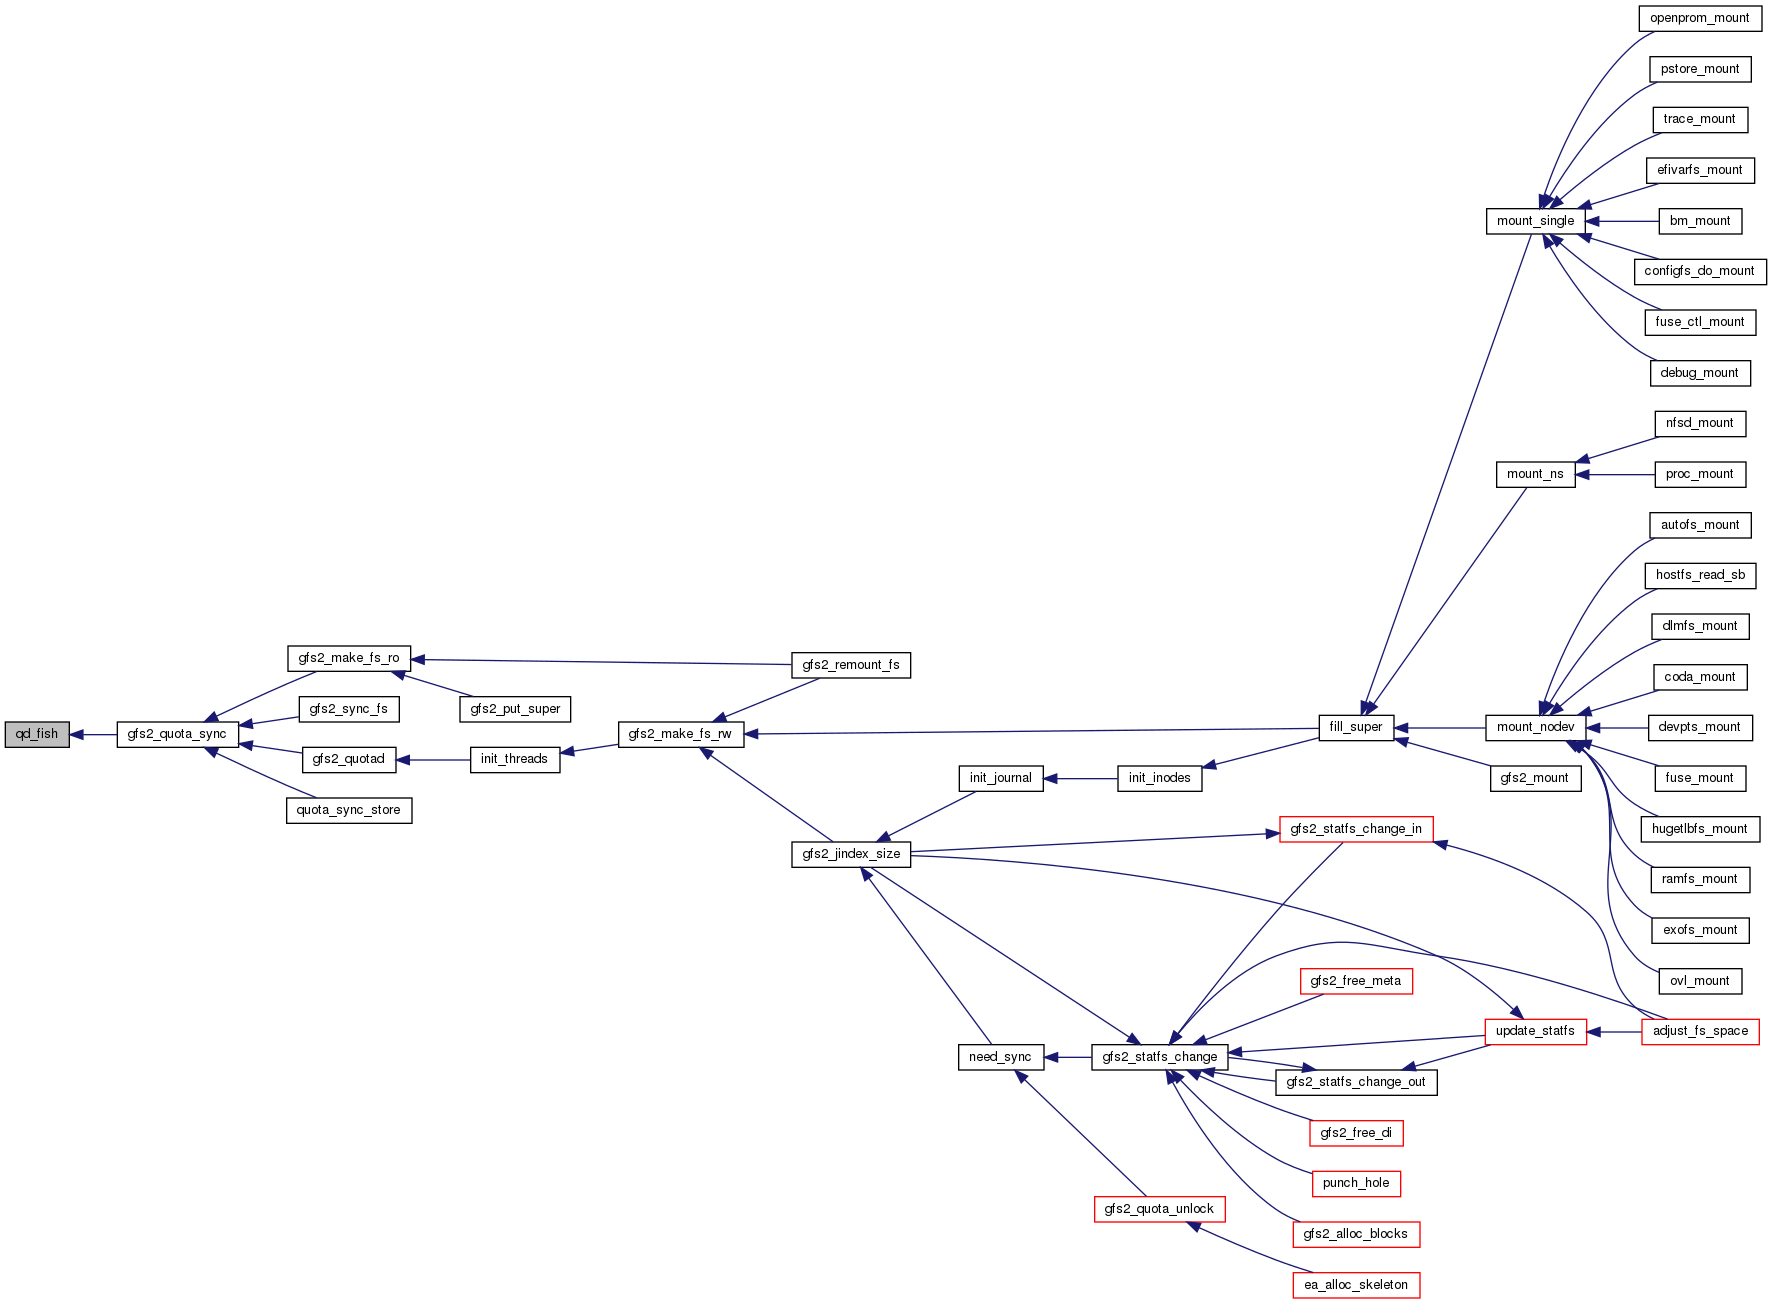 openprom_mount
pstore_mount
trace_mount
efivarfs_mount
mount_single
bm_mount
configfs_do_mount
fuse_ctl_mount
debug_mount
nfsd_mount
mount_ns
proc_mount
autofs_mount
hostfs_read_sb
dlmfs_mount
gfs2_make_fs_ro
gfs2_remount_fs
coda_mount
gfs2_sync_fs
gfs2_put_super
qd_fish
gfs2_quota_sync
gfs2_make_fs_rw
fill_super
mount_nodev
devpts_mount
gfs2_quotad
init_threads
init_journal
init_inodes
gfs2_mount
fuse_mount
quota_sync_store
gfs2_statfs_change_in
hugetlbfs_mount
gfs2_jindex_size
ramfs_mount
exofs_mount
gfs2_free_meta
ovl_mount
update_statfs
adjust_fs_space
need_sync
gfs2_statfs_change
gfs2_statfs_change_out
gfs2_free_di
punch_hole
gfs2_quota_unlock
gfs2_alloc_blocks
ea_alloc_skeleton